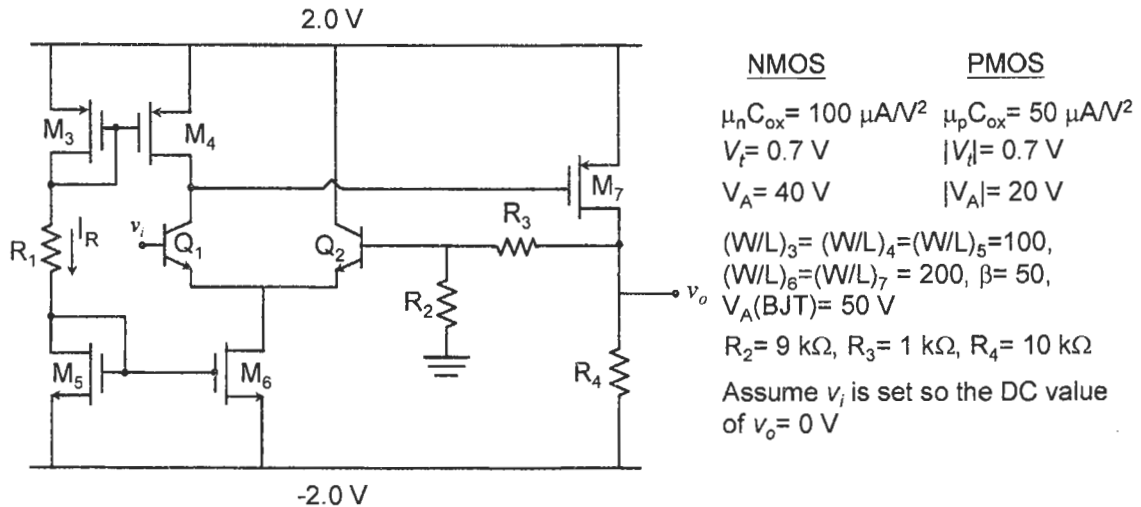 2.0 V
M3
M4
M7
R1
IR
vi
Q1
Q2
R3
R2
vo
R4
M5
M6
-2.0 V
NMOS PMOS
μnCox= 100 μA/V² μpCox= 50 μA/V²
Vt= 0.7 V |Vt|= 0.7 V
VA= 40 V |VA|= 20 V
(W/L)3= (W/L)4=(W/L)5=100,
(W/L)6=(W/L)7 = 200, β= 50,
VA(BJT)= 50 V
R2= 9 kΩ, R3= 1 kΩ, R4= 10 kΩ
Assume vi is set so the DC value
of vo= 0 V